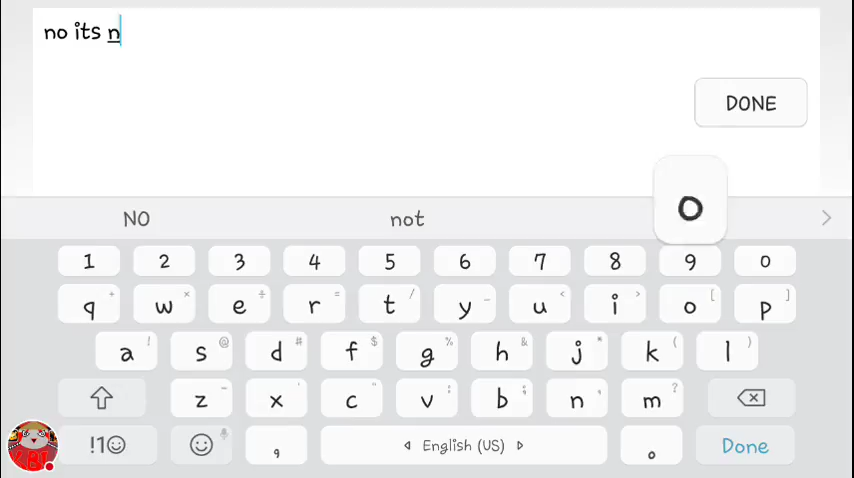 no its n
DONE
NO not o
1 2 3 4 5 6 7 8 9 0
q + w × e ÷ r = t / y _ u < i > o [ p ]
a ! s @ d # f $ g % h & j * k ( l )
z - x ' c " v : b ; n , m ?
!1☺ , English (US) . Done